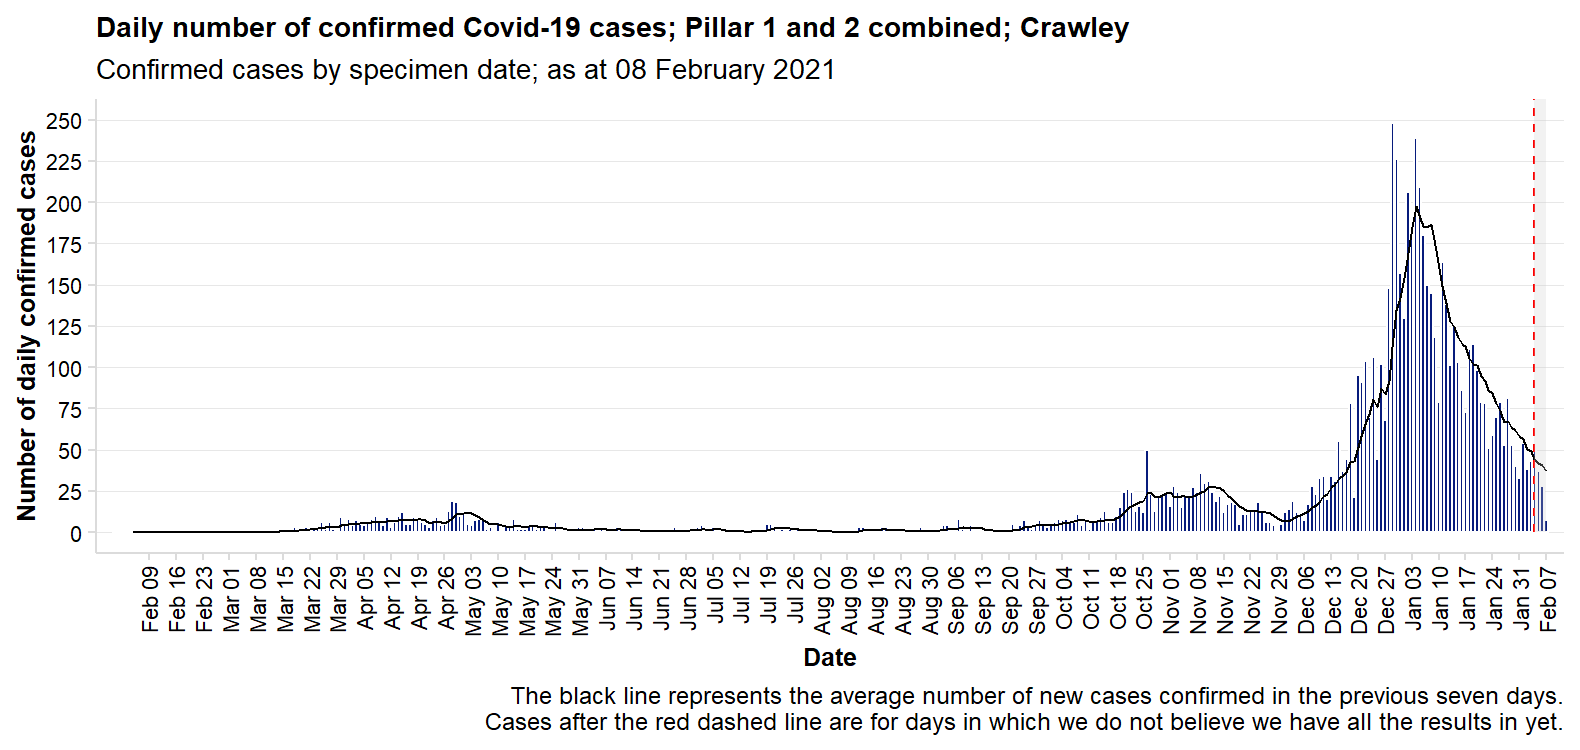 Daily number of confirmed Covid-19 cases; Pillar 1 and 2 combined; Crawley
Confirmed cases by specimen date; as at 08 February 2021
Number of daily confirmed cases
250
225
200
175
150
125
100
75
50
25
0
Feb 09
Feb 16
Feb 23
Mar 01
Mar 08
Mar 15
Mar 22
Mar 29
Apr 05
Apr 12
Apr 19
Apr 26
May 03
May 10
May 17
May 24
May 31
Jun 07
Jun 14
Jun 21
Jun 28
Jul 05
Jul 12
Jul 19
Jul 26
Aug 02
Aug 09
Aug 16
Aug 23
Aug 30
Sep 06
Sep 13
Sep 20
Sep 27
Oct 04
Oct 11
Oct 18
Oct 25
Nov 01
Nov 08
Nov 15
Nov 22
Nov 29
Dec 06
Dec 13
Dec 20
Dec 27
Jan 03
Jan 10
Jan 17
Jan 24
Jan 31
Feb 07
Date
The black line represents the average number of new cases confirmed in the previous seven days.
Cases after the red dashed line are for days in which we do not believe we have all the results in yet.